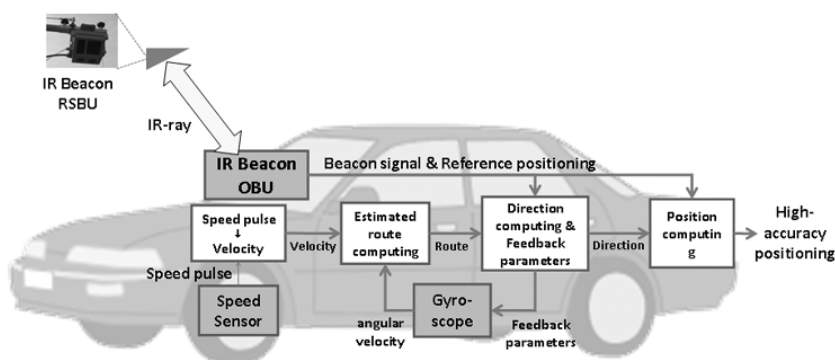 IR Beacon
RSBU
IR-ray
IR Beacon
OBU
Beacon signal & Reference positioning
Speed pulse
↓
Velocity
Velocity
Estimated
route
computing
Route
Direction
computing &
Feedback
parameters
Direction
Position
computin
g
High-
accuracy
positioning
Speed pulse
Speed
Sensor
angular
velocity
Gyro-
scope
Feedback
parameters